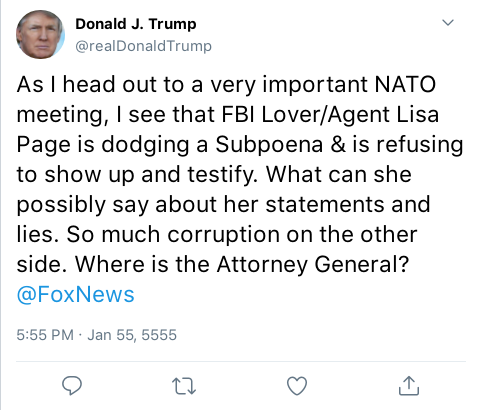 Donald J. Trump
@realDonaldTrump
As I head out to a very important NATO
meeting, I see that FBI Lover/Agent Lisa
Page is dodging a Subpoena & is refusing
to show up and testify. What can she
possibly say about her statements and
lies. So much corruption on the other
side. Where is the Attorney General?
@FoxNews
5:55 PM · Jan 55, 5555